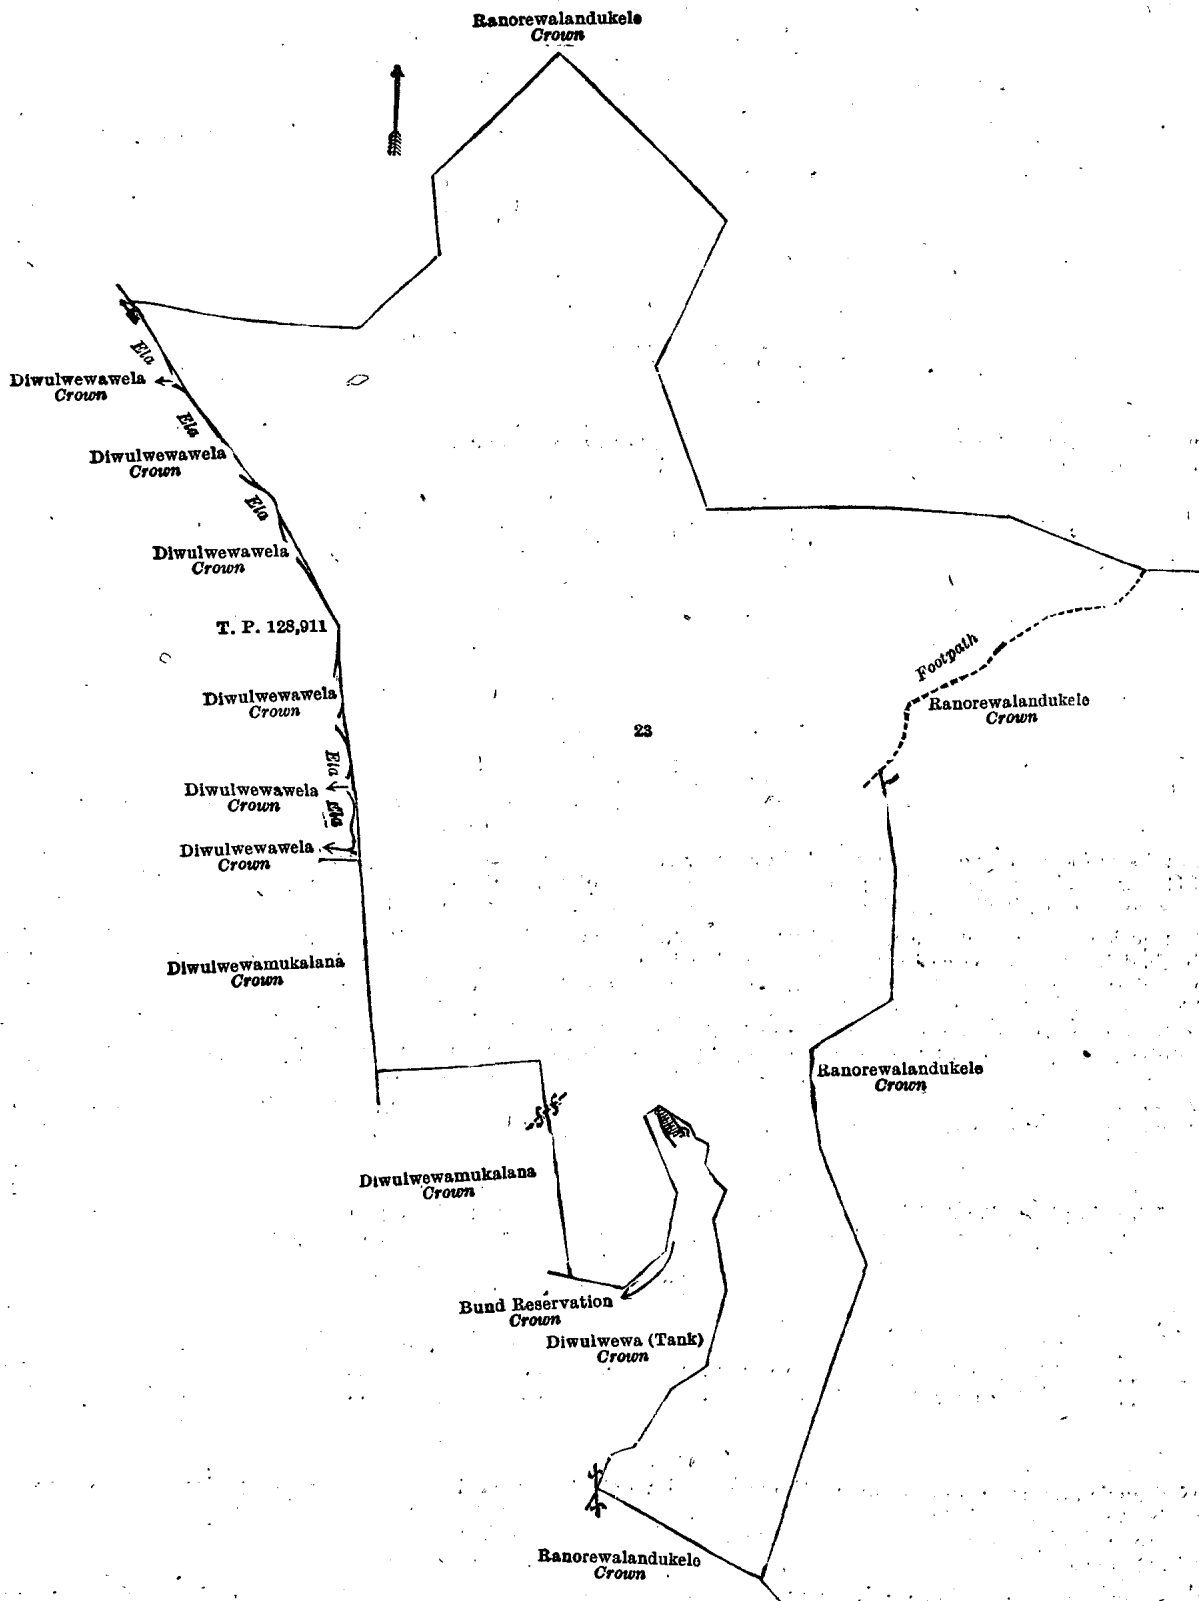 Ranorewalandukele
Crown
Ela
Diwulwewawela
Crown
Ela
Diwulwewawela
Crown
Ela
Diwulwewawela
Crown
T. P. 128,911
Footpath
Diwulwewawela
Crown
Ranorewalandukele
Crown
23
Ela
Diwulwewawela
Crown
Ela
Diwulwewawela
Crown
Diwulwewamukalana
Crown
Ranorewalandukele
Crown
Diwulwewamukalana
Crown
Bund Reservation
Crown
Diwulwewa (Tank)
Crown
Ranorewalandukele
Crown